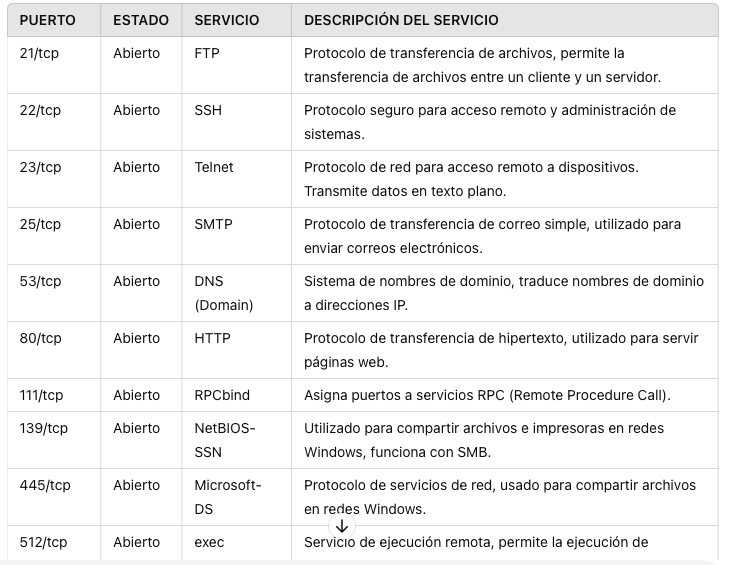 PUERTO ESTADO SERVICIO DESCRIPCIÓN DEL SERVICIO
21/tcp Abierto FTP Protocolo de transferencia de archivos, permite la
transferencia de archivos entre un cliente y un servidor.
22/tcp Abierto SSH Protocolo seguro para acceso remoto y administración de
sistemas.
23/tcp Abierto Telnet Protocolo de red para acceso remoto a dispositivos.
Transmite datos en texto plano.
25/tcp Abierto SMTP Protocolo de transferencia de correo simple, utilizado para
enviar correos electrónicos.
53/tcp Abierto DNS Sistema de nombres de dominio, traduce nombres de dominio
(Domain) a direcciones IP.
80/tcp Abierto HTTP Protocolo de transferencia de hipertexto, utilizado para servir
páginas web.
111/tcp Abierto RPCbind Asigna puertos a servicios RPC (Remote Procedure Call).
139/tcp Abierto NetBIOS- Utilizado para compartir archivos e impresoras en redes
SSN Windows, funciona con SMB.
445/tcp Abierto Microsoft- Protocolo de servicios de red, usado para compartir archivos
DS en redes Windows.
512/tcp Abierto exec Servicio de ejecución remota, permite la ejecución de